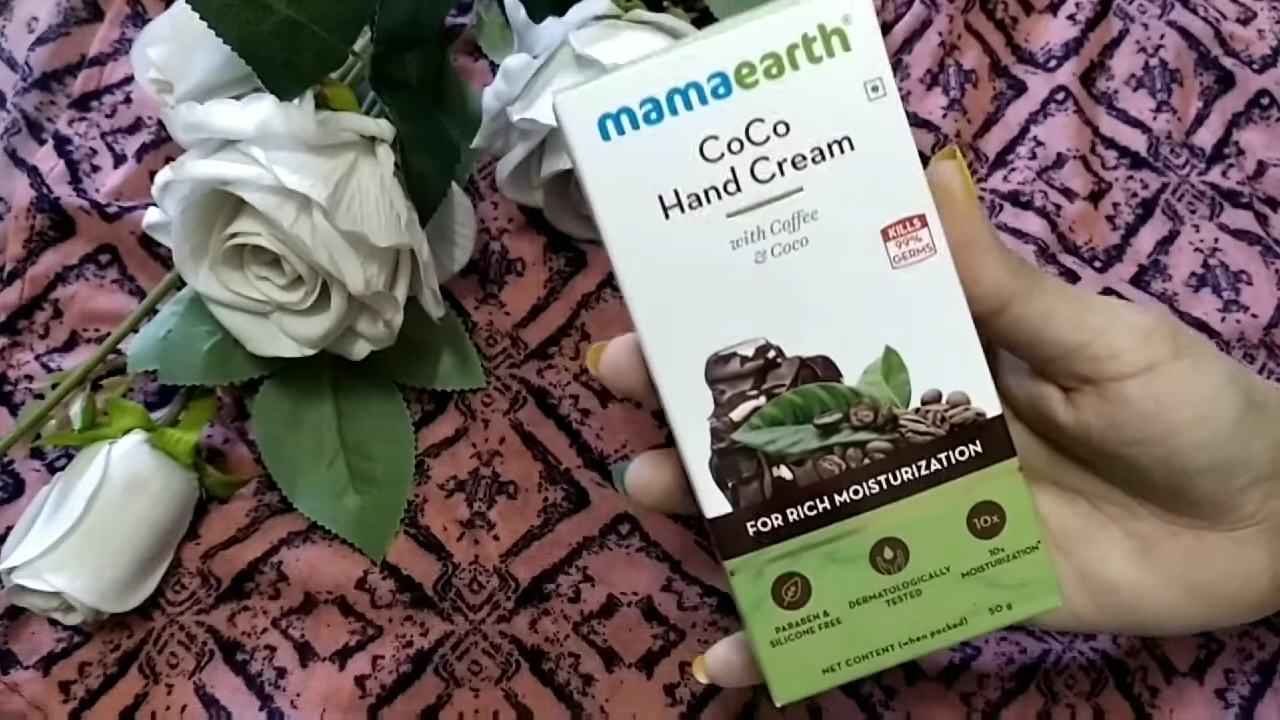 mamaearth®
CoCo
Hand Cream
with Coffee
& Coco
KILLS
99%
GERMS
FOR RICH MOISTURIZATION
10x
PARABEN &
SILICONE FREE
DERMATOLOGICALLY
TESTED
10x
MOISTURIZATION*
NET CONTENT (when packed)
50 g